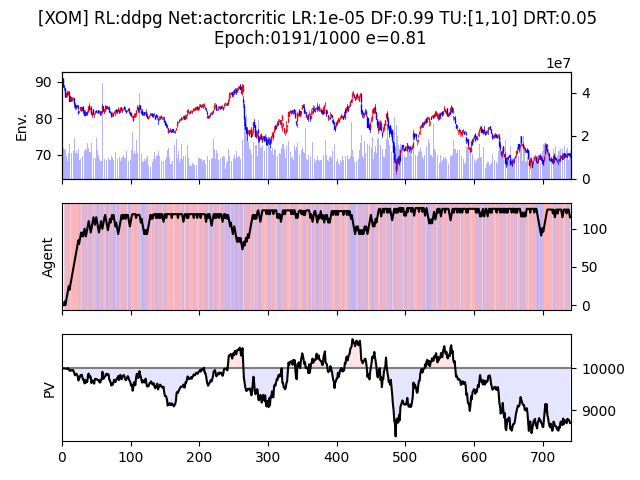 [XOM] RL:ddpg Net:actorcritic LR:1e-05 DF:0.99 TU:[1,10] DRT:0.05
Epoch:0191/1000 e=0.81
1e7
90
80
70
Env.
4
2
0
Agent
100
50
0
PV
10000
9000
0 100 200 300 400 500 600 700